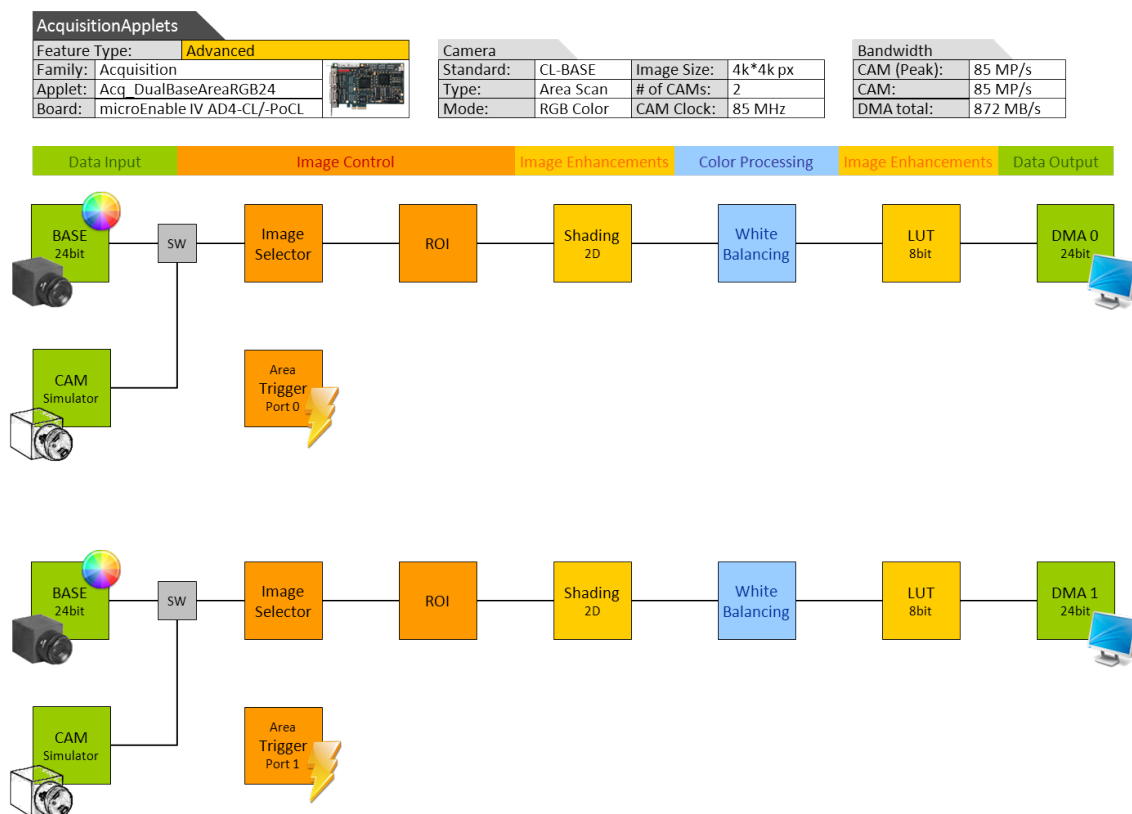 AcquisitionApplets
Feature Type: Advanced
Family: Acquisition
Applet: Acq_DualBaseAreaRGB24
Board: microEnable IV AD4-CL/-PoCL
Camera
Standard: CL-BASE Image Size: 4k*4k px
Type: Area Scan # of CAMs: 2
Mode: RGB Color CAM Clock: 85 MHz
Bandwidth
CAM (Peak): 85 MP/s
CAM: 85 MP/s
DMA total: 872 MB/s
Data Input Image Control Image Enhancements Color Processing Image Enhancements Data Output
BASE
24bit
SW
Image
Selector
ROI
Shading
2D
White
Balancing
LUT
8bit
DMA 0
24bit
CAM
Simulator
Area
Trigger
Port 0
BASE
24bit
SW
Image
Selector
ROI
Shading
2D
White
Balancing
LUT
8bit
DMA 1
24bit
CAM
Simulator
Area
Trigger
Port 1